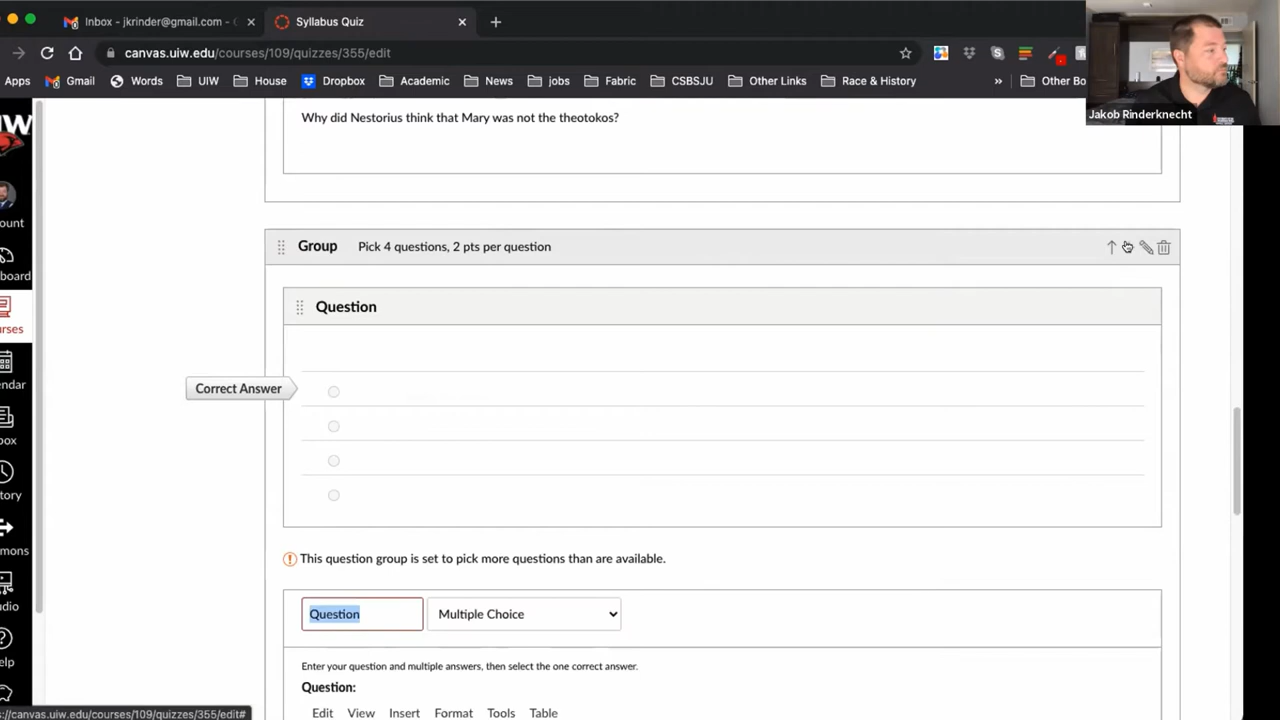 Inbox - jkrinder@gmail.com -
Syllabus Quiz
canvas.uiw.edu/courses/109/quizzes/355/edit
Apps Gmail Words UIW House Dropbox Academic News jobs Fabric CSBSJU Other Links Race & History » Other Bo
Jakob Rinderknecht
Why did Nestorius think that Mary was not the theotokos?
ount
board
urses
endar
box
tory
mons
udio
elp
Group Pick 4 questions, 2 pts per question
Question
Correct Answer
This question group is set to pick more questions than are available.
Question Multiple Choice
Enter your question and multiple answers, then select the one correct answer.
Question:
Edit View Insert Format Tools Table
s://canvas.uiw.edu/courses/109/quizzes/355/edit#